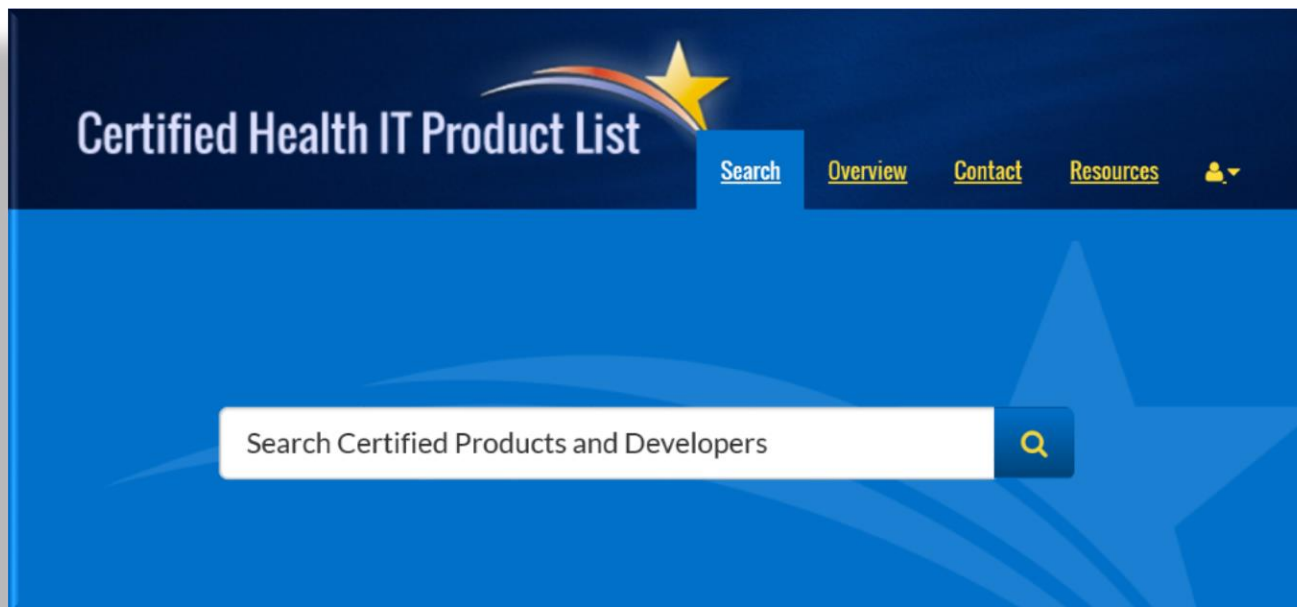 Certified Health IT Product List
Search Overview Contact Resources
Search Certified Products and Developers